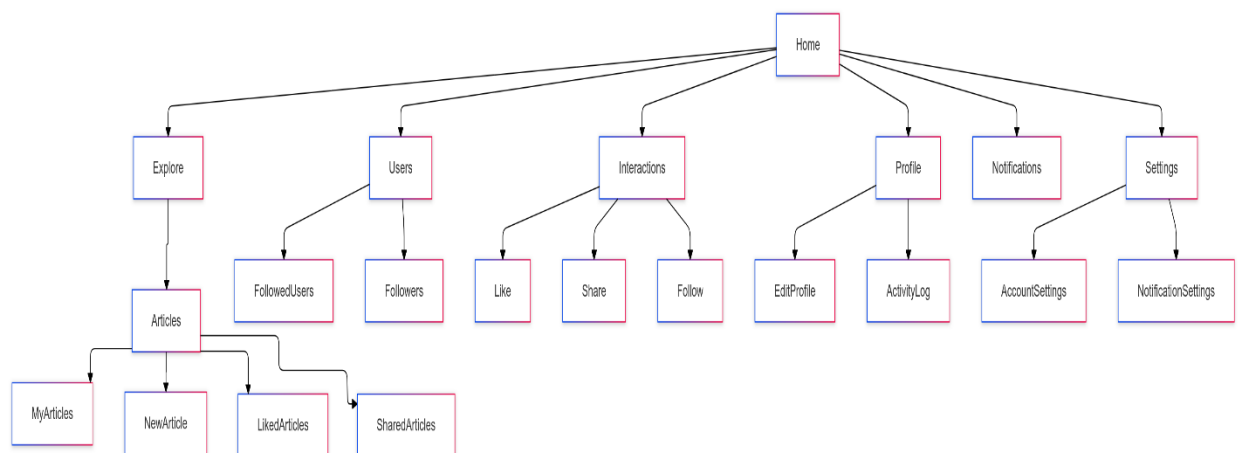 Home
Explore
Users
Interactions
Profile
Notifications
Settings
FollowedUsers
Followers
Like
Share
Follow
EditProfile
ActivityLog
AccountSettings
NotificationSettings
Articles
MyArticles
NewArticle
LikedArticles
SharedArticles